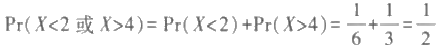 Pr(X<2 或 X>4) = Pr(X<2)+Pr(X>4) = 1/6 + 1/3 = 1/2